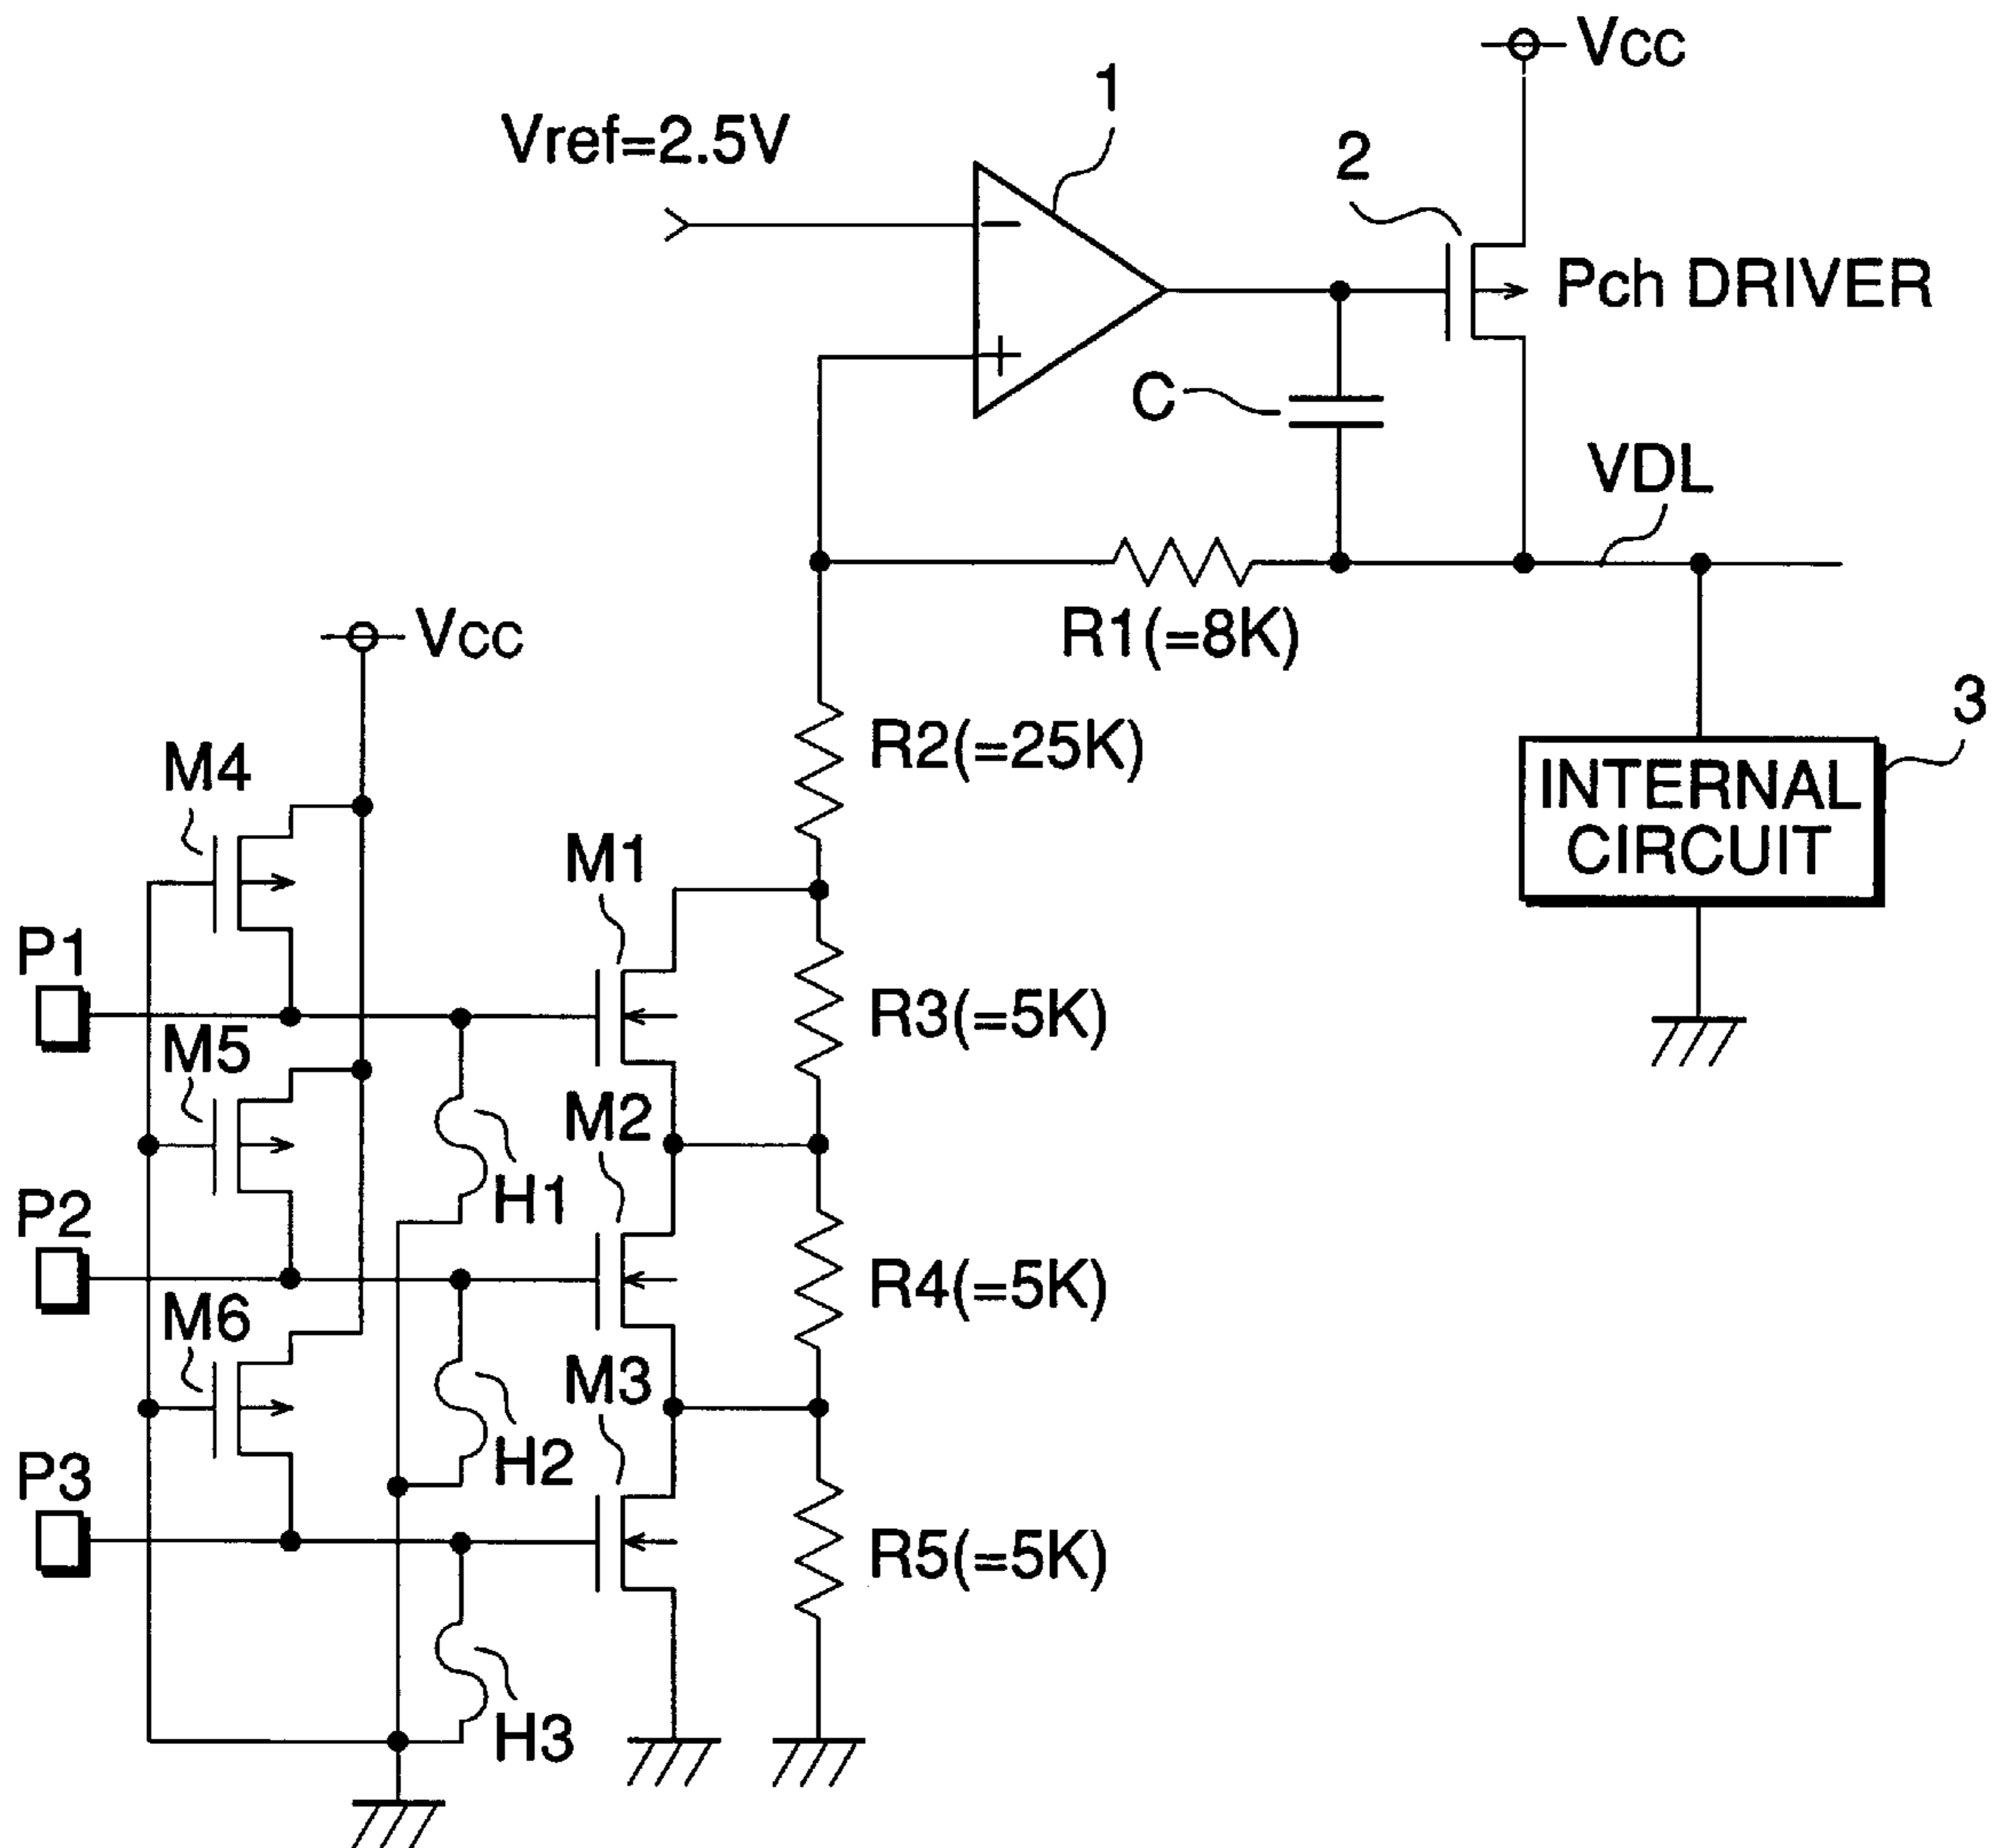 Vcc
1
Vref=2.5V
2
−
Pch DRIVER
+
C
VDL
R1(=8K)
Vcc
3
R2(=25K)
M4
INTERNAL
CIRCUIT
M1
P1
R3(=5K)
M5
M2
H1
P2
R4(=5K)
M6
M3
H2
P3
R5(=5K)
H3